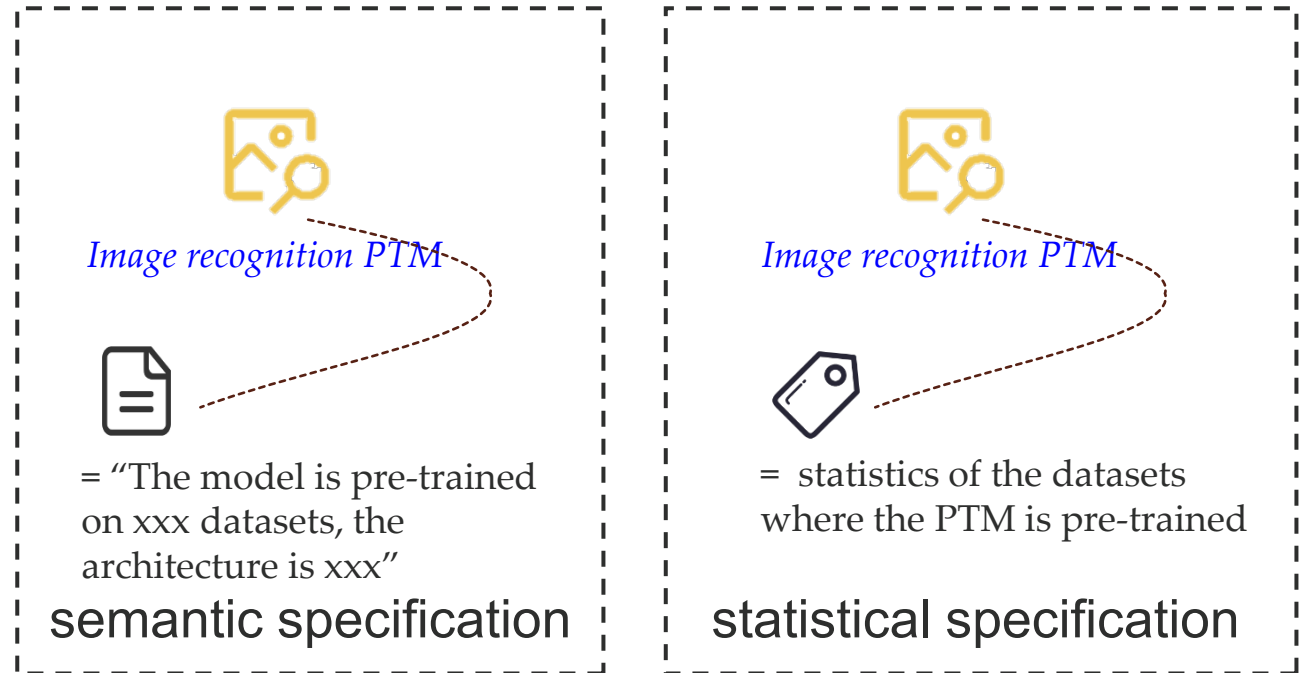 Image recognition PTM
= “The model is pre-trained
on xxx datasets, the
architecture is xxx”
semantic specification
Image recognition PTM
= statistics of the datasets
where the PTM is pre-trained
statistical specification